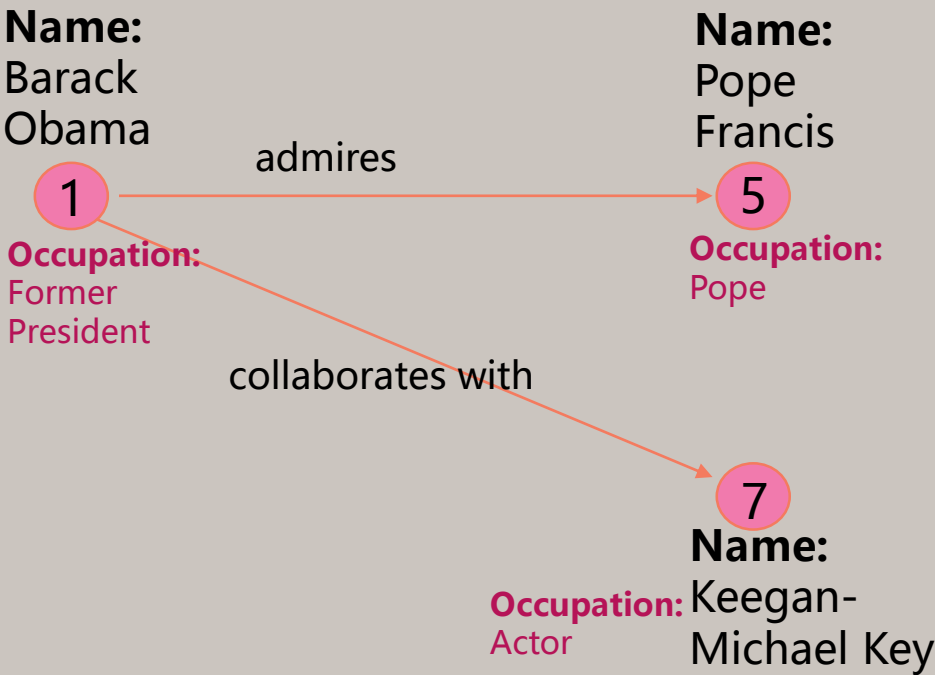 Name:
Barack
Obama
1
Occupation:
Former
President
admires
Name:
Pope
Francis
5
Occupation:
Pope
collaborates with
7
Name:
Keegan-
Michael Key
Occupation:
Actor